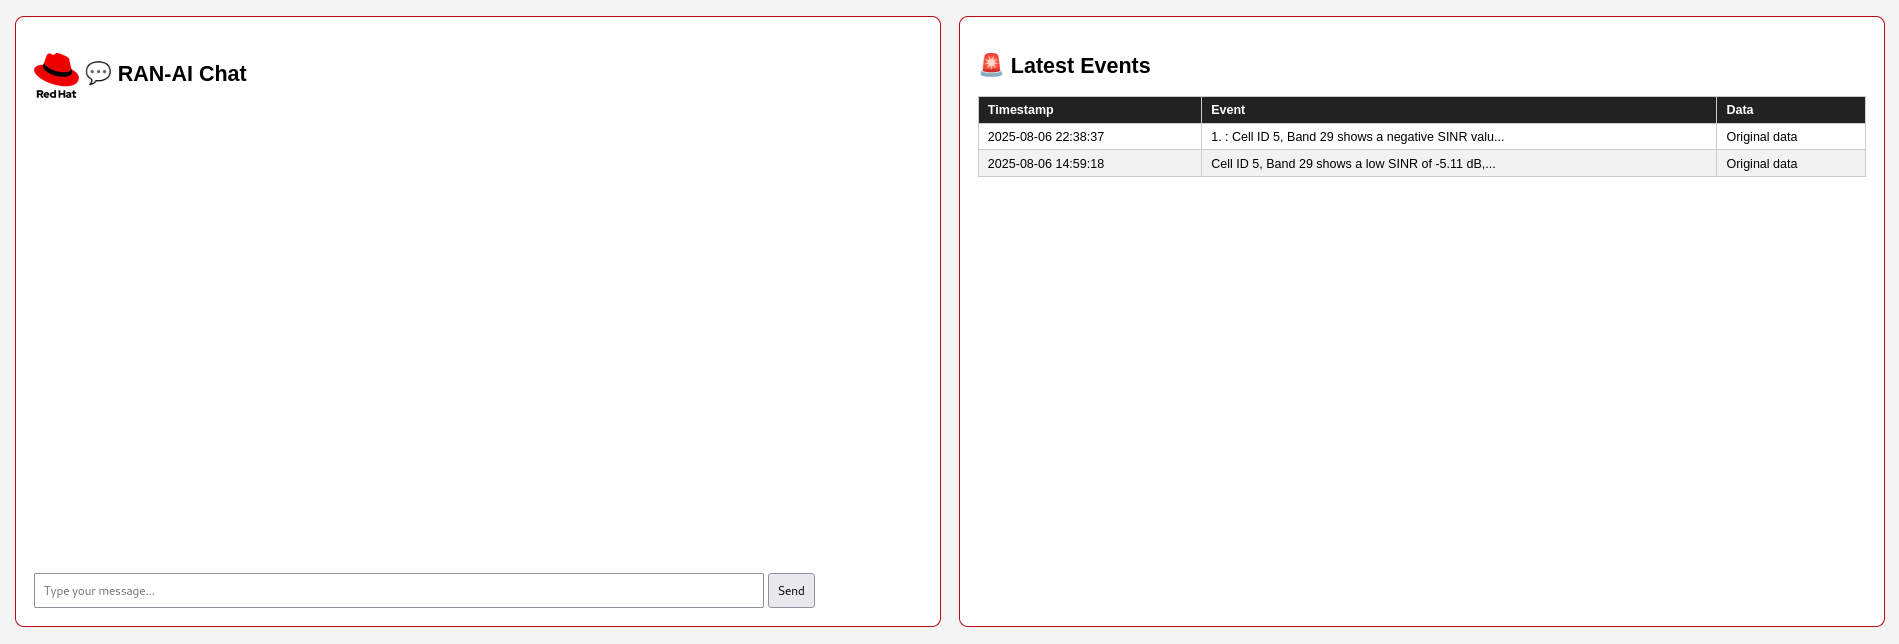 Red Hat
💬 RAN-AI Chat
Type your message...
Send
🚨 Latest Events
Timestamp Event Data
2025-08-06 22:38:37 1. : Cell ID 5, Band 29 shows a negative SINR valu... Original data
2025-08-06 14:59:18 Cell ID 5, Band 29 shows a low SINR of -5.11 dB,... Original data